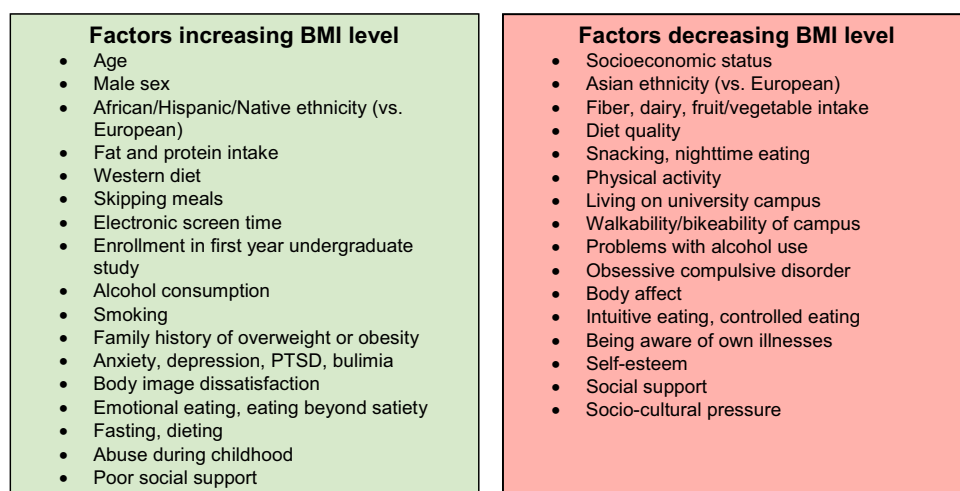 Factors increasing BMI level
• Age
• Male sex
• African/Hispanic/Native ethnicity (vs.
European)
• Fat and protein intake
• Western diet
• Skipping meals
• Electronic screen time
• Enrollment in first year undergraduate
study
• Alcohol consumption
• Smoking
• Family history of overweight or obesity
• Anxiety, depression, PTSD, bulimia
• Body image dissatisfaction
• Emotional eating, eating beyond satiety
• Fasting, dieting
• Abuse during childhood
• Poor social support
Factors decreasing BMI level
• Socioeconomic status
• Asian ethnicity (vs. European)
• Fiber, dairy, fruit/vegetable intake
• Diet quality
• Snacking, nighttime eating
• Physical activity
• Living on university campus
• Walkability/bikeability of campus
• Problems with alcohol use
• Obsessive compulsive disorder
• Body affect
• Intuitive eating, controlled eating
• Being aware of own illnesses
• Self-esteem
• Social support
• Socio-cultural pressure